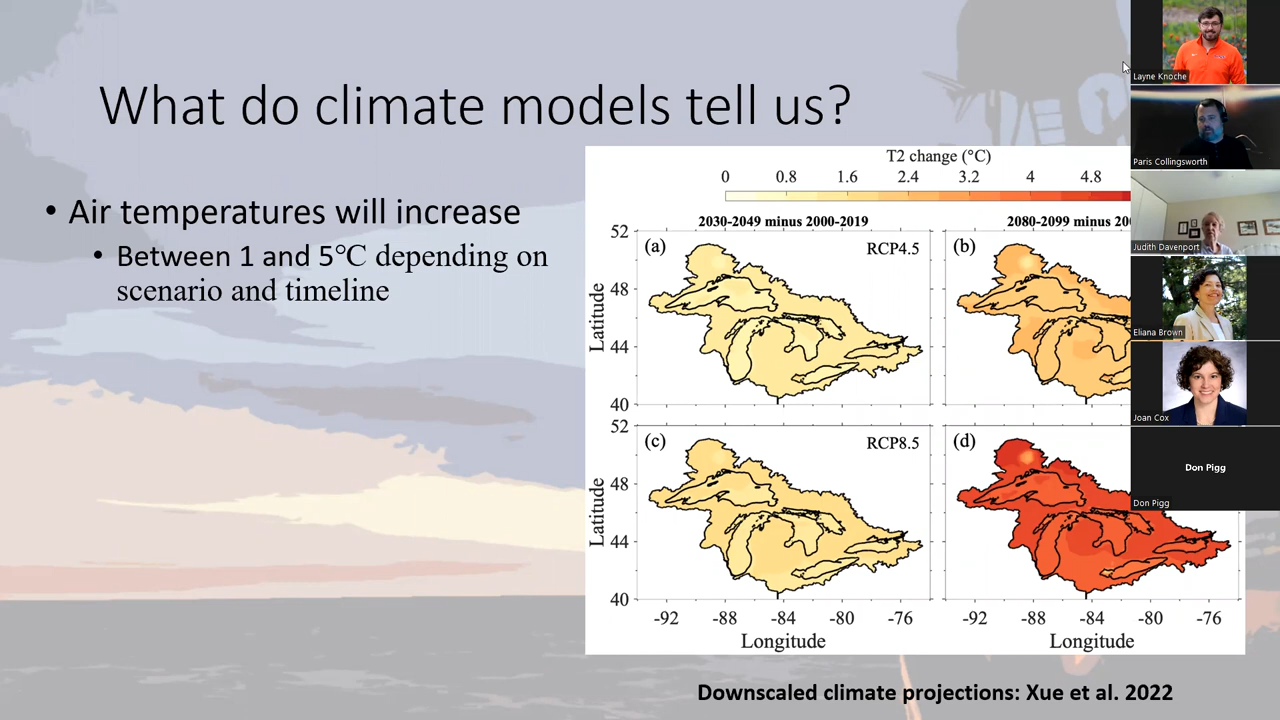 What do climate models tell us?
• Air temperatures will increase
• Between 1 and 5℃ depending on
scenario and timeline
T2 change (°C)
0 0.8 1.6 2.4 3.2 4 4.8
2030-2049 minus 2000-2019
2080-2099 minus 20
52 (a) RCP4.5 (b)
48
44
40
Latitude
52 (c) RCP8.5 (d)
48
44
40
Latitude
-92 -88 -84 -80 -76 -92 -88 -84 -80 -76
Longitude Longitude
Downscaled climate projections: Xue et al. 2022
Layne Knoche
Paris Collingsworth
Judith Davenport
Eliana Brown
Joan Cox
Don Pigg
Don Pigg